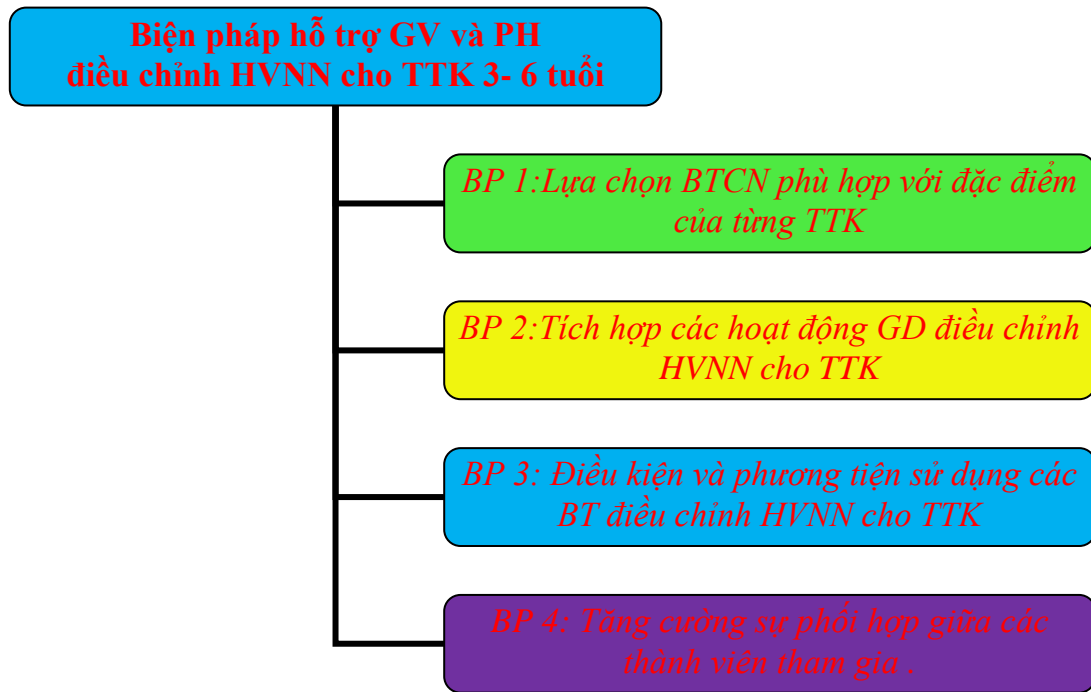 Biện pháp hỗ trợ GV và PH
điều chỉnh HVNN cho TTK 3- 6 tuổi
BP 1:Lựa chọn BTCN phù hợp với đặc điểm
của từng TTK
BP 2:Tích hợp các hoạt động GD điều chỉnh
HVNN cho TTK
BP 3: Điều kiện và phương tiện sử dụng các
BT điều chỉnh HVNN cho TTK
BP 4: Tăng cường sự phối hợp giữa các
thành viên tham gia .